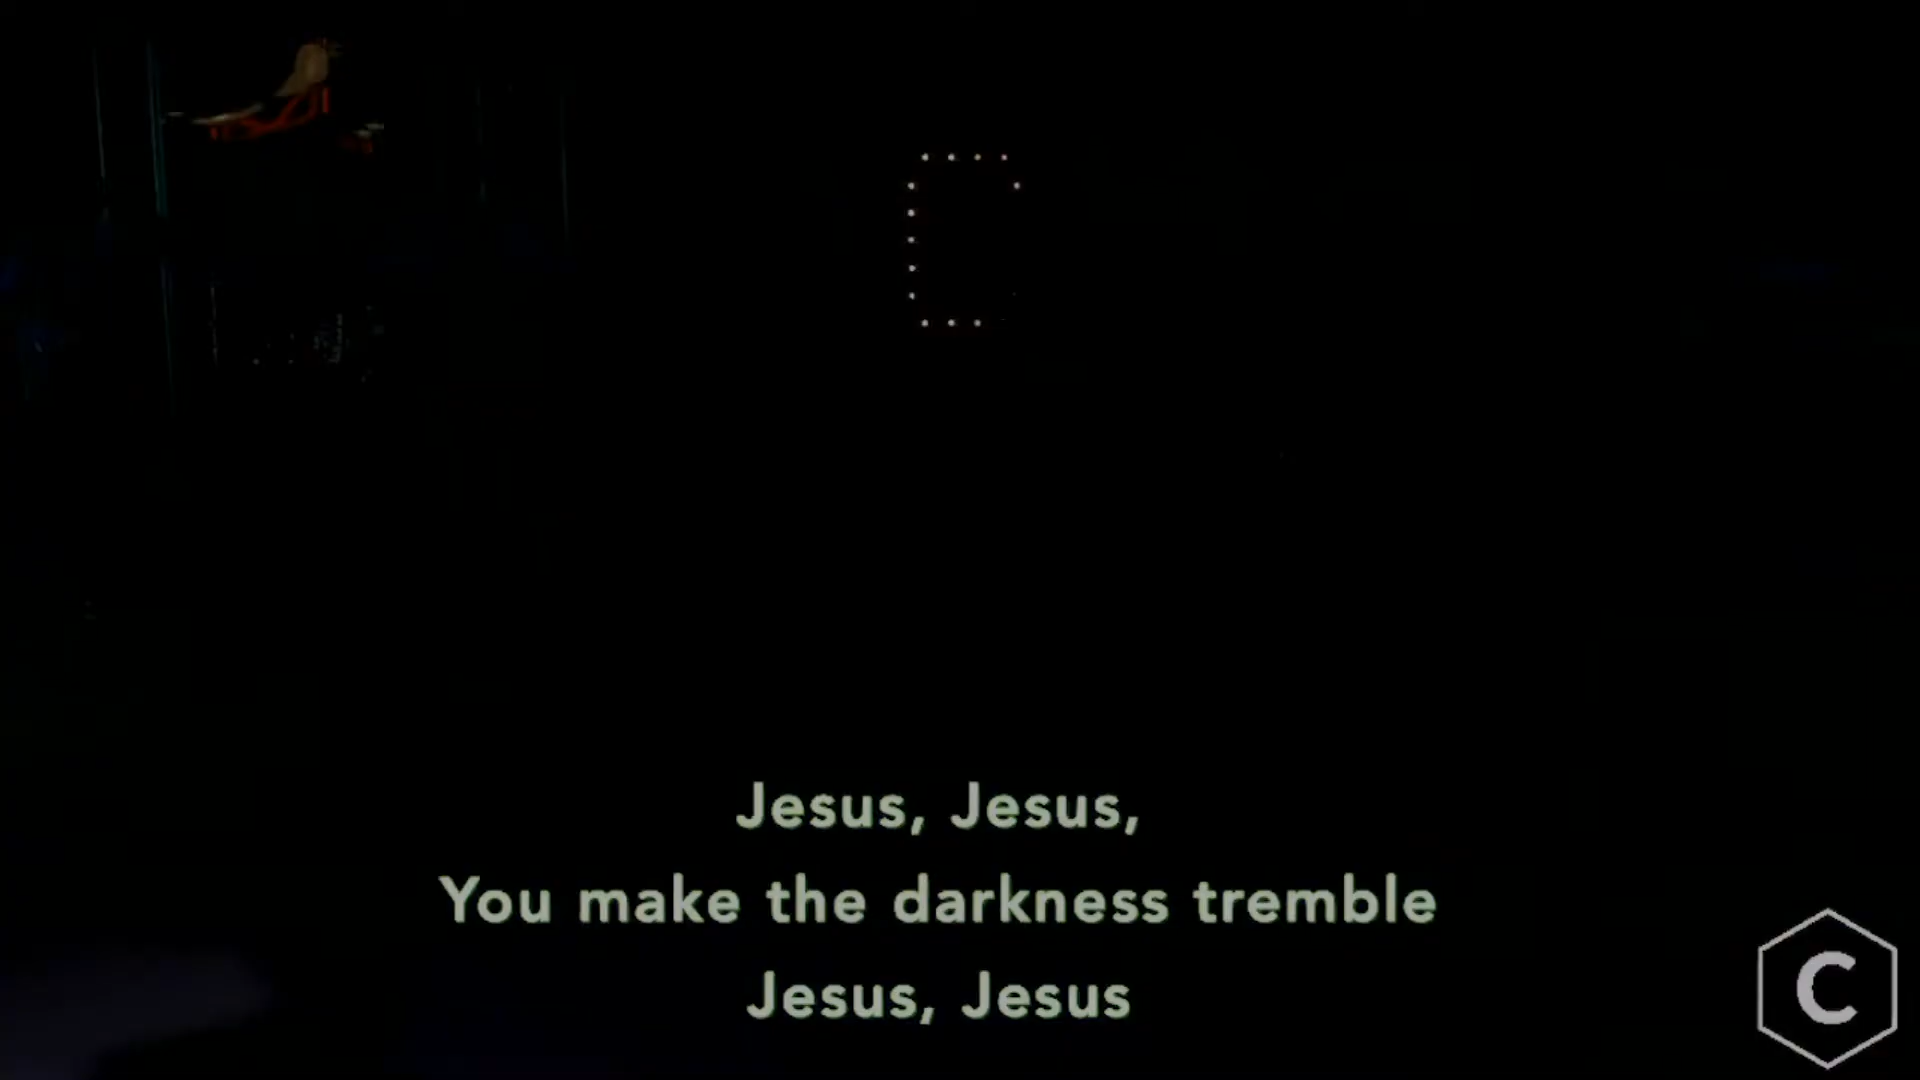 C
Jesus, Jesus,
You make the darkness tremble
Jesus, Jesus
C